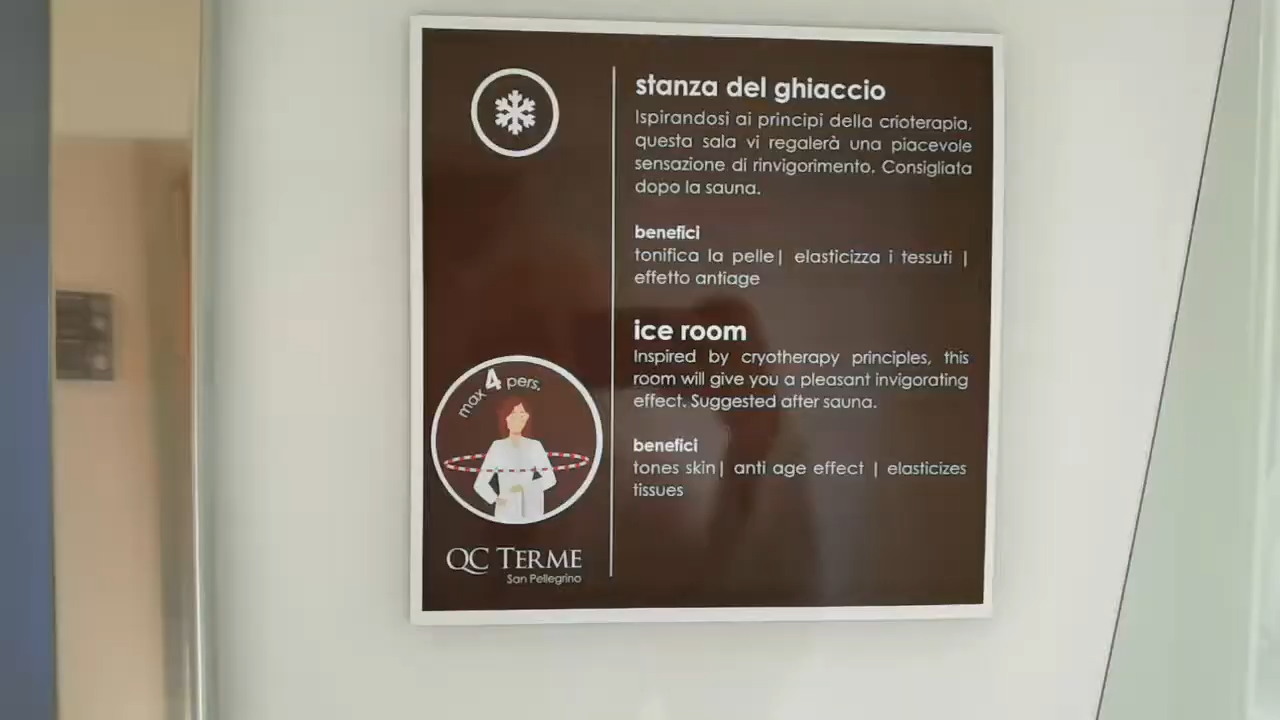 stanza del ghiaccio
Ispirandosi ai principi della crioterapia,
questa sala vi regalerà una piacevole
sensazione di rinvigorimento. Consigliata
dopo la sauna.
benefici
tonifica la pelle| elasticizza i tessuti |
effetto antiage
ice room
Inspired by cryotherapy principles, this
room will give you a pleasant invigorating
effect. Suggested after sauna.
benefici
tones skin| anti age effect | elasticizes
tissues
max 4 pers.
QC TERME
San Pellegrino